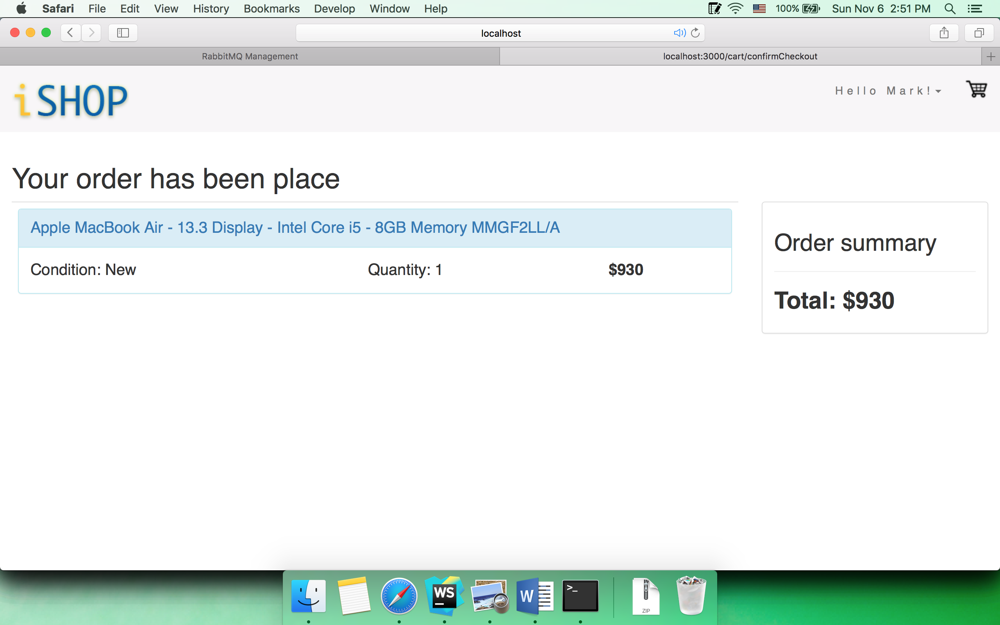 Safari File Edit View History Bookmarks Develop Window Help 100% Sun Nov 6 2:51 PM
localhost
RabbitMQ Management localhost:3000/cart/confirmCheckout +
i SHOP Hello Mark!
Your order has been place
Apple MacBook Air - 13.3 Display - Intel Core i5 - 8GB Memory MMGF2LL/A
Condition: New Quantity: 1 $930
Order summary
Total: $930
WS W >_ ZIP